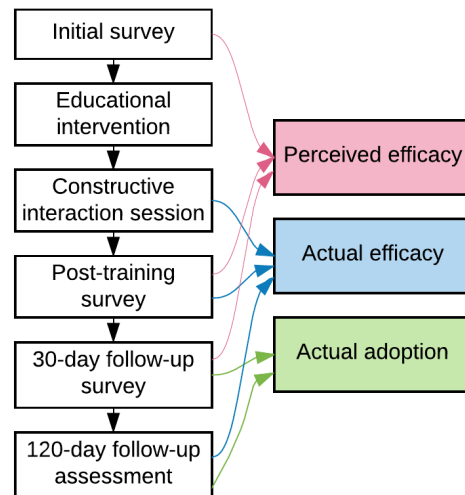 Initial survey
Educational
intervention
Constructive
interaction session
Post-training
survey
30-day follow-up
survey
120-day follow-up
assessment
Perceived efficacy
Actual efficacy
Actual adoption